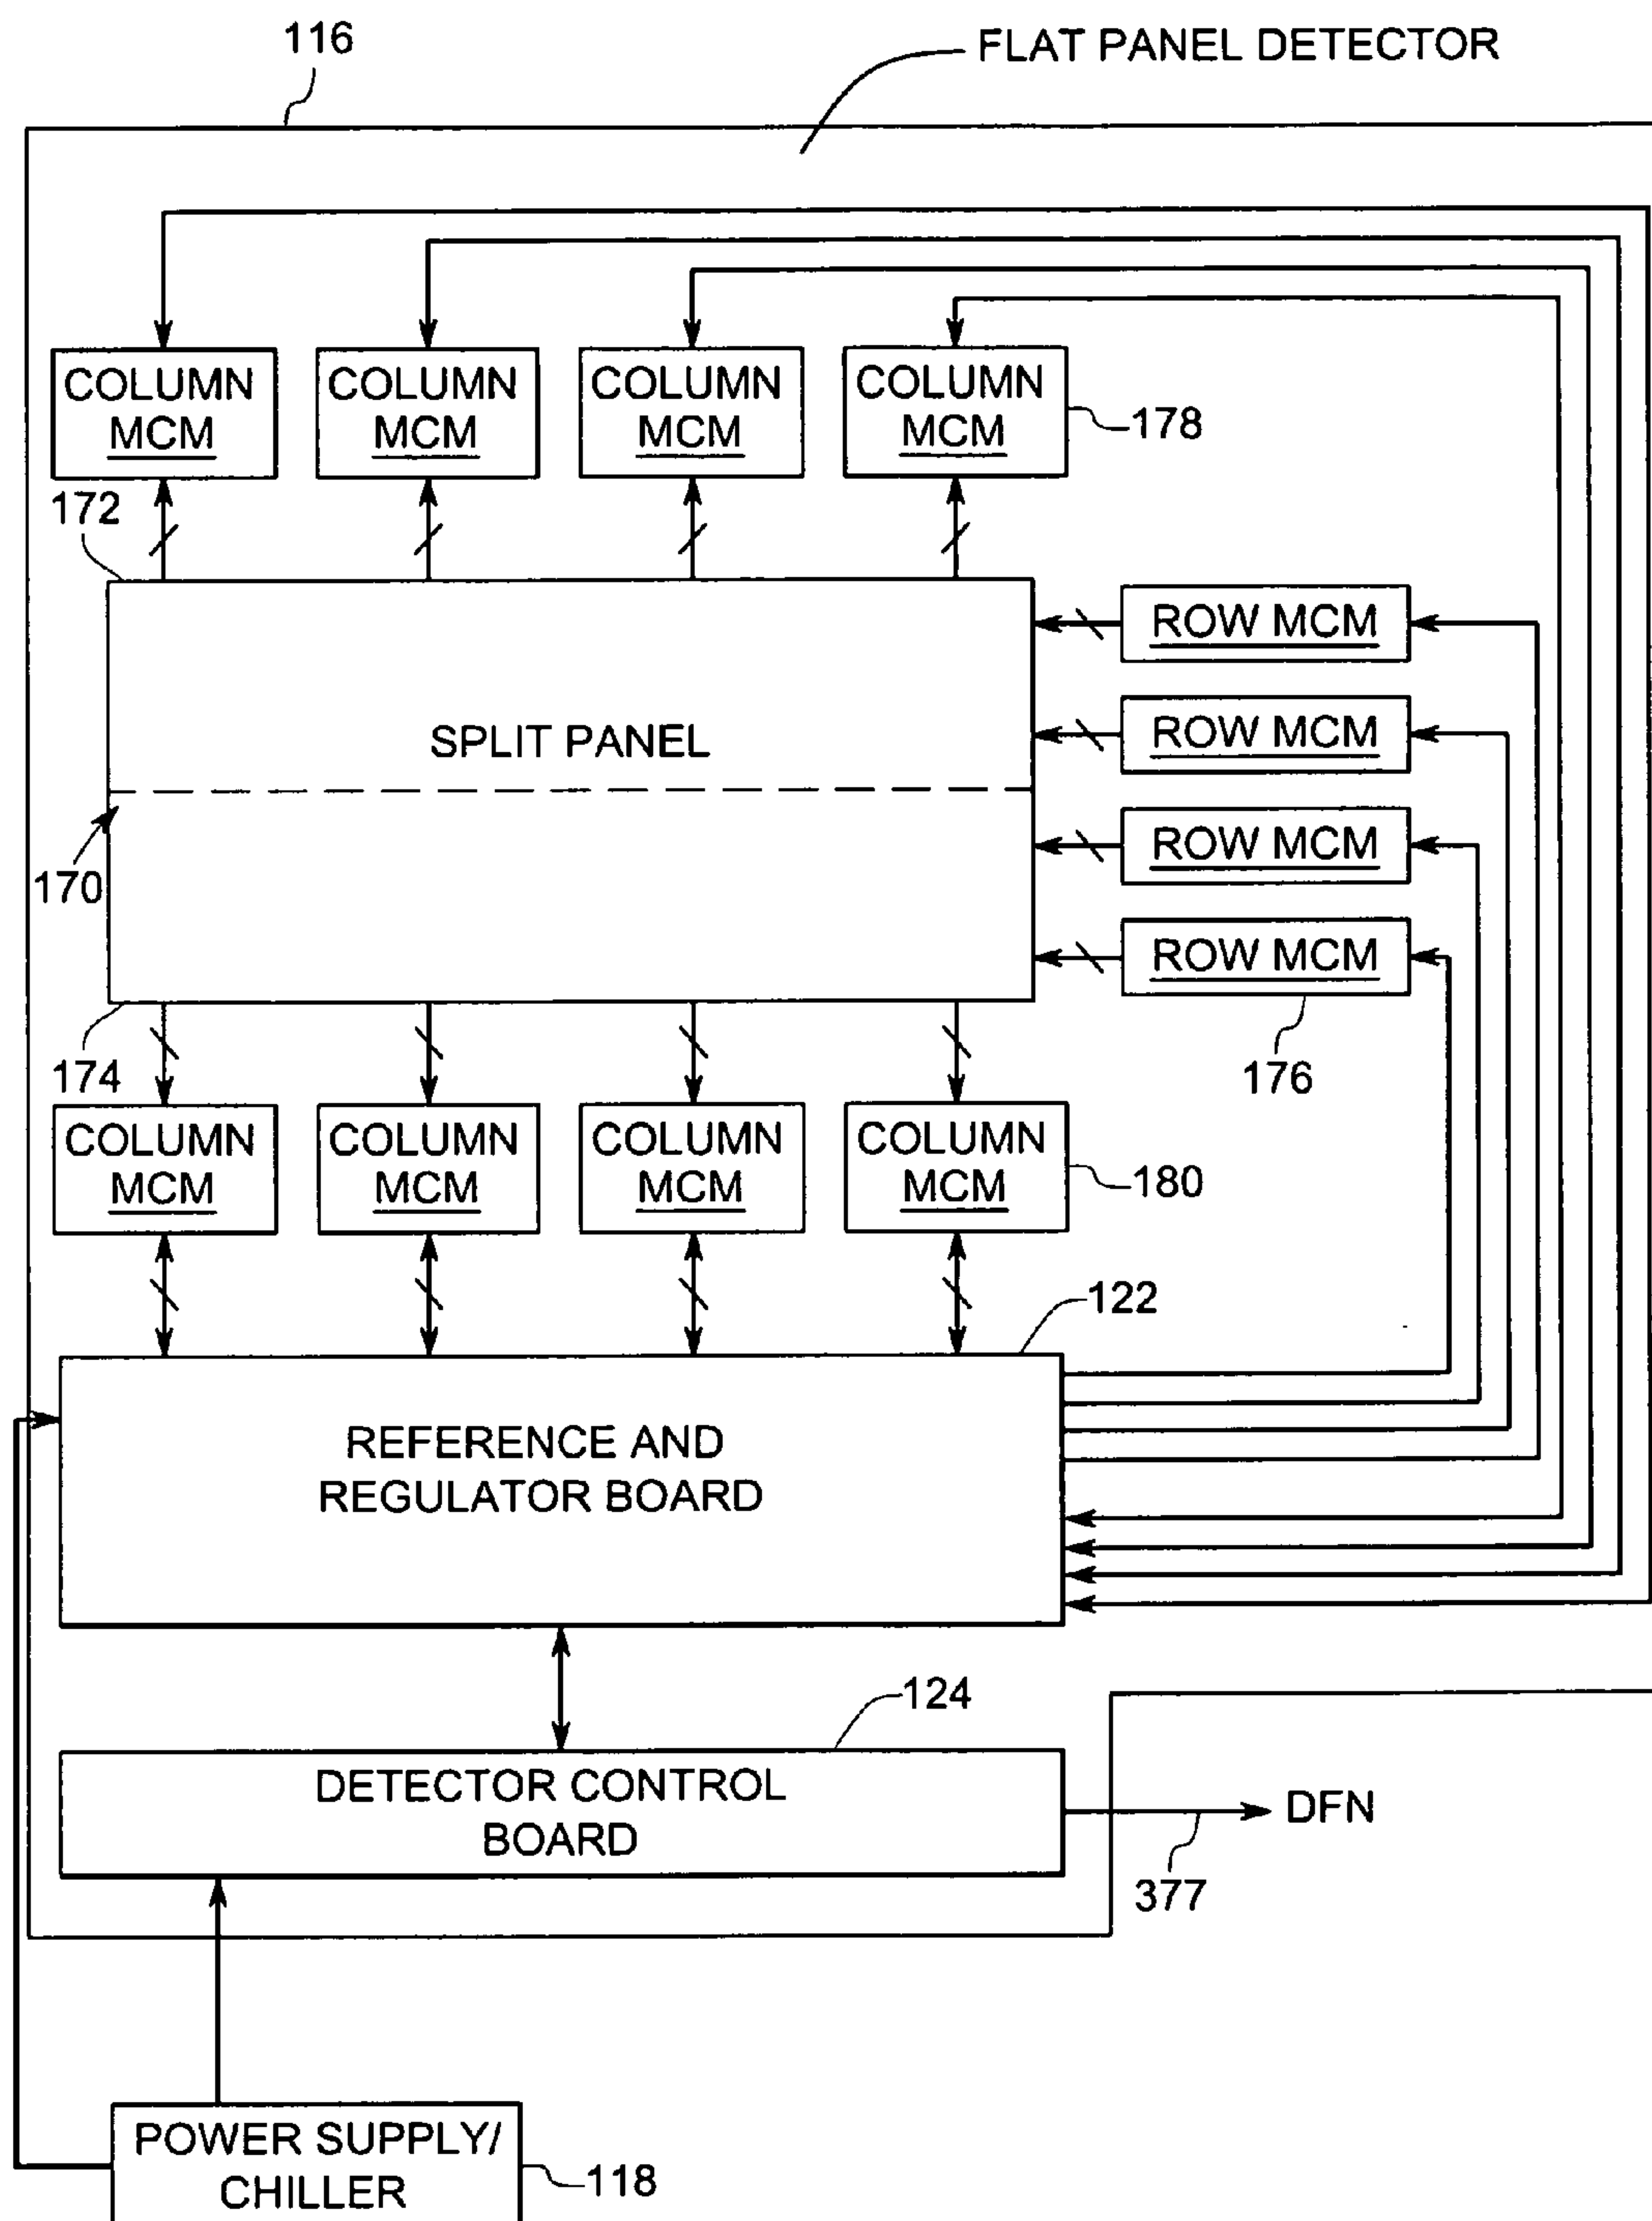 116
FLAT PANEL DETECTOR
COLUMN
MCM
COLUMN
MCM
COLUMN
MCM
COLUMN
MCM
178
172
ROW MCM
ROW MCM
SPLIT PANEL
ROW MCM
170
ROW MCM
174
176
COLUMN
MCM
COLUMN
MCM
COLUMN
MCM
COLUMN
MCM
180
122
REFERENCE AND
REGULATOR BOARD
124
DETECTOR CONTROL
BOARD
DFN
377
POWER SUPPLY/
CHILLER
118